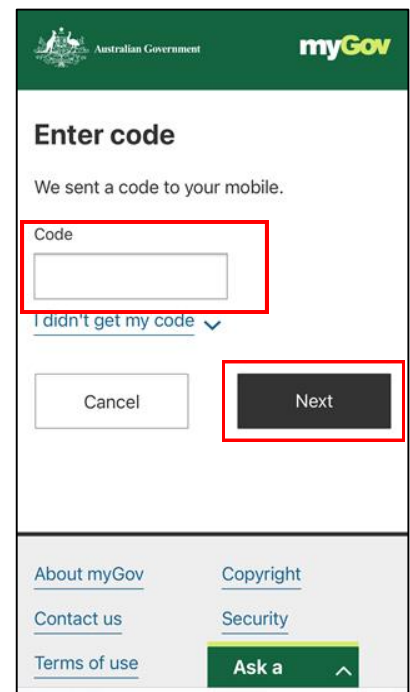 Australian Government
myGov
Enter code
We sent a code to your mobile.
Code
I didn't get my code
Cancel
Next
About myGov
Copyright
Contact us
Security
Terms of use
Ask a